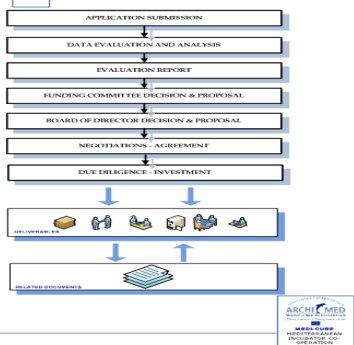 APPLICATION SUBMISSION
DATA EVALUATION AND ANALYSIS
EVALUATION REPORT
FUNDING COMMITTEE DECISION & PROPOSAL
BOARD OF DIRECTOR DECISION & PROPOSAL
NEGOTIATIONS - AGREEMENT
DUE DILIGENCE - INVESTMENT
DELIVERABLES
RELATED DOCUMENTS
ARCHIMED
MEDI-CUBE
MEDITERRANEAN
INCUBATOR CO-
OPERATION